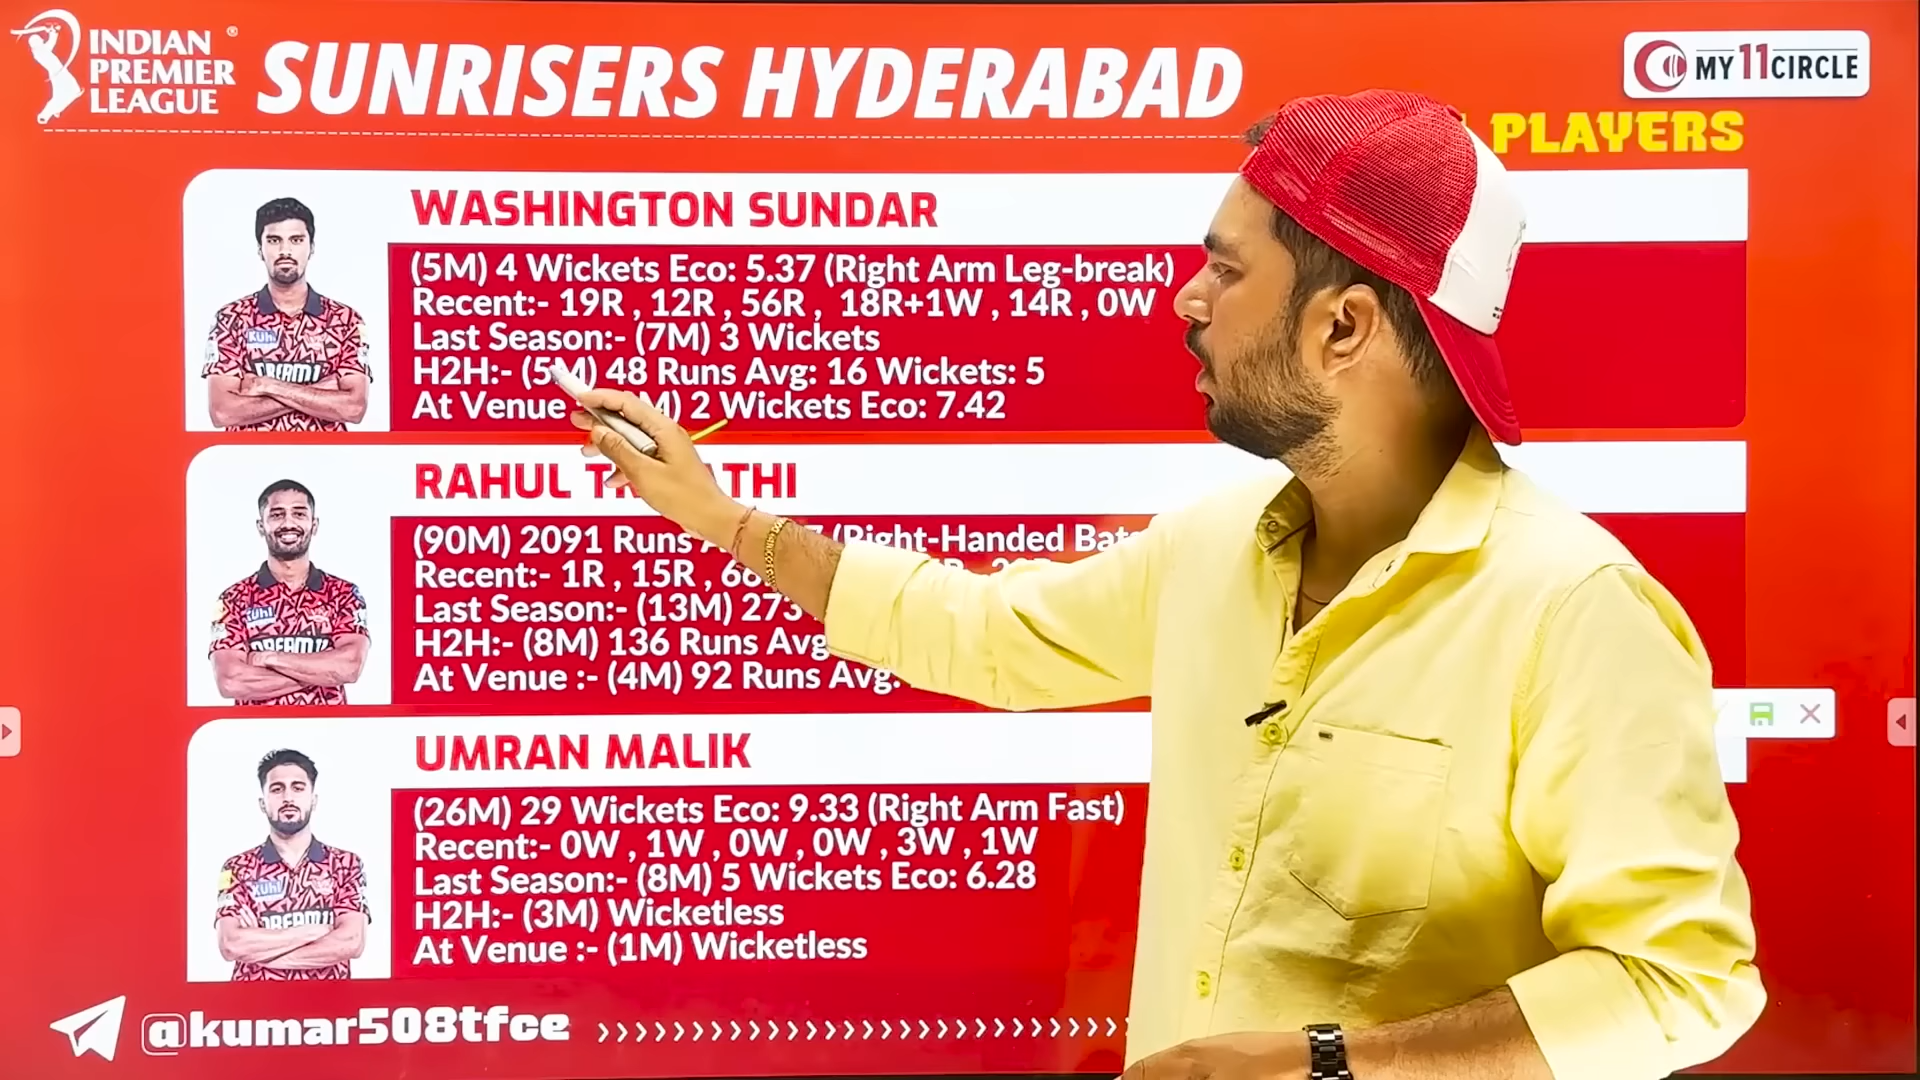 INDIAN
PREMIER
LEAGUE
®
SUNRISERS HYDERABAD
MY11CIRCLE
PLAYERS
WASHINGTON SUNDAR
(5M) 4 Wickets Eco: 5.37 (Right Arm Leg-break)
Recent:- 19R , 12R , 56R , 18R+1W , 14R , 0W
Last Season:- (7M) 3 Wickets
H2H:- (5M) 48 Runs Avg: 16 Wickets: 5
At Venue 2 Wickets Eco: 7.42
RAHUL
(90M) 2091 Runs (Right-Handed
Recent:- 1R , 15R ,
Last Season:- (13M) 273
H2H:- (8M) 136 Runs Avg
At Venue :- (4M) 92 Runs Avg:
UMRAN MALIK
(26M) 29 Wickets Eco: 9.33 (Right Arm Fast)
Recent:- 0W , 1W , 0W , 0W , 3W , 1W
Last Season:- (8M) 5 Wickets Eco: 6.28
H2H:- (3M) Wicketless
At Venue :- (1M) Wicketless
@kumar508tfce